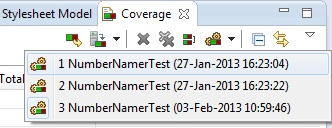 Stylesheet Model Coverage
1 NumberNamerTest (27-Jan-2013 16:23:04)
2 NumberNamerTest (27-Jan-2013 16:23:22)
Total
3 NumberNamerTest (03-Feb-2013 10:59:46)